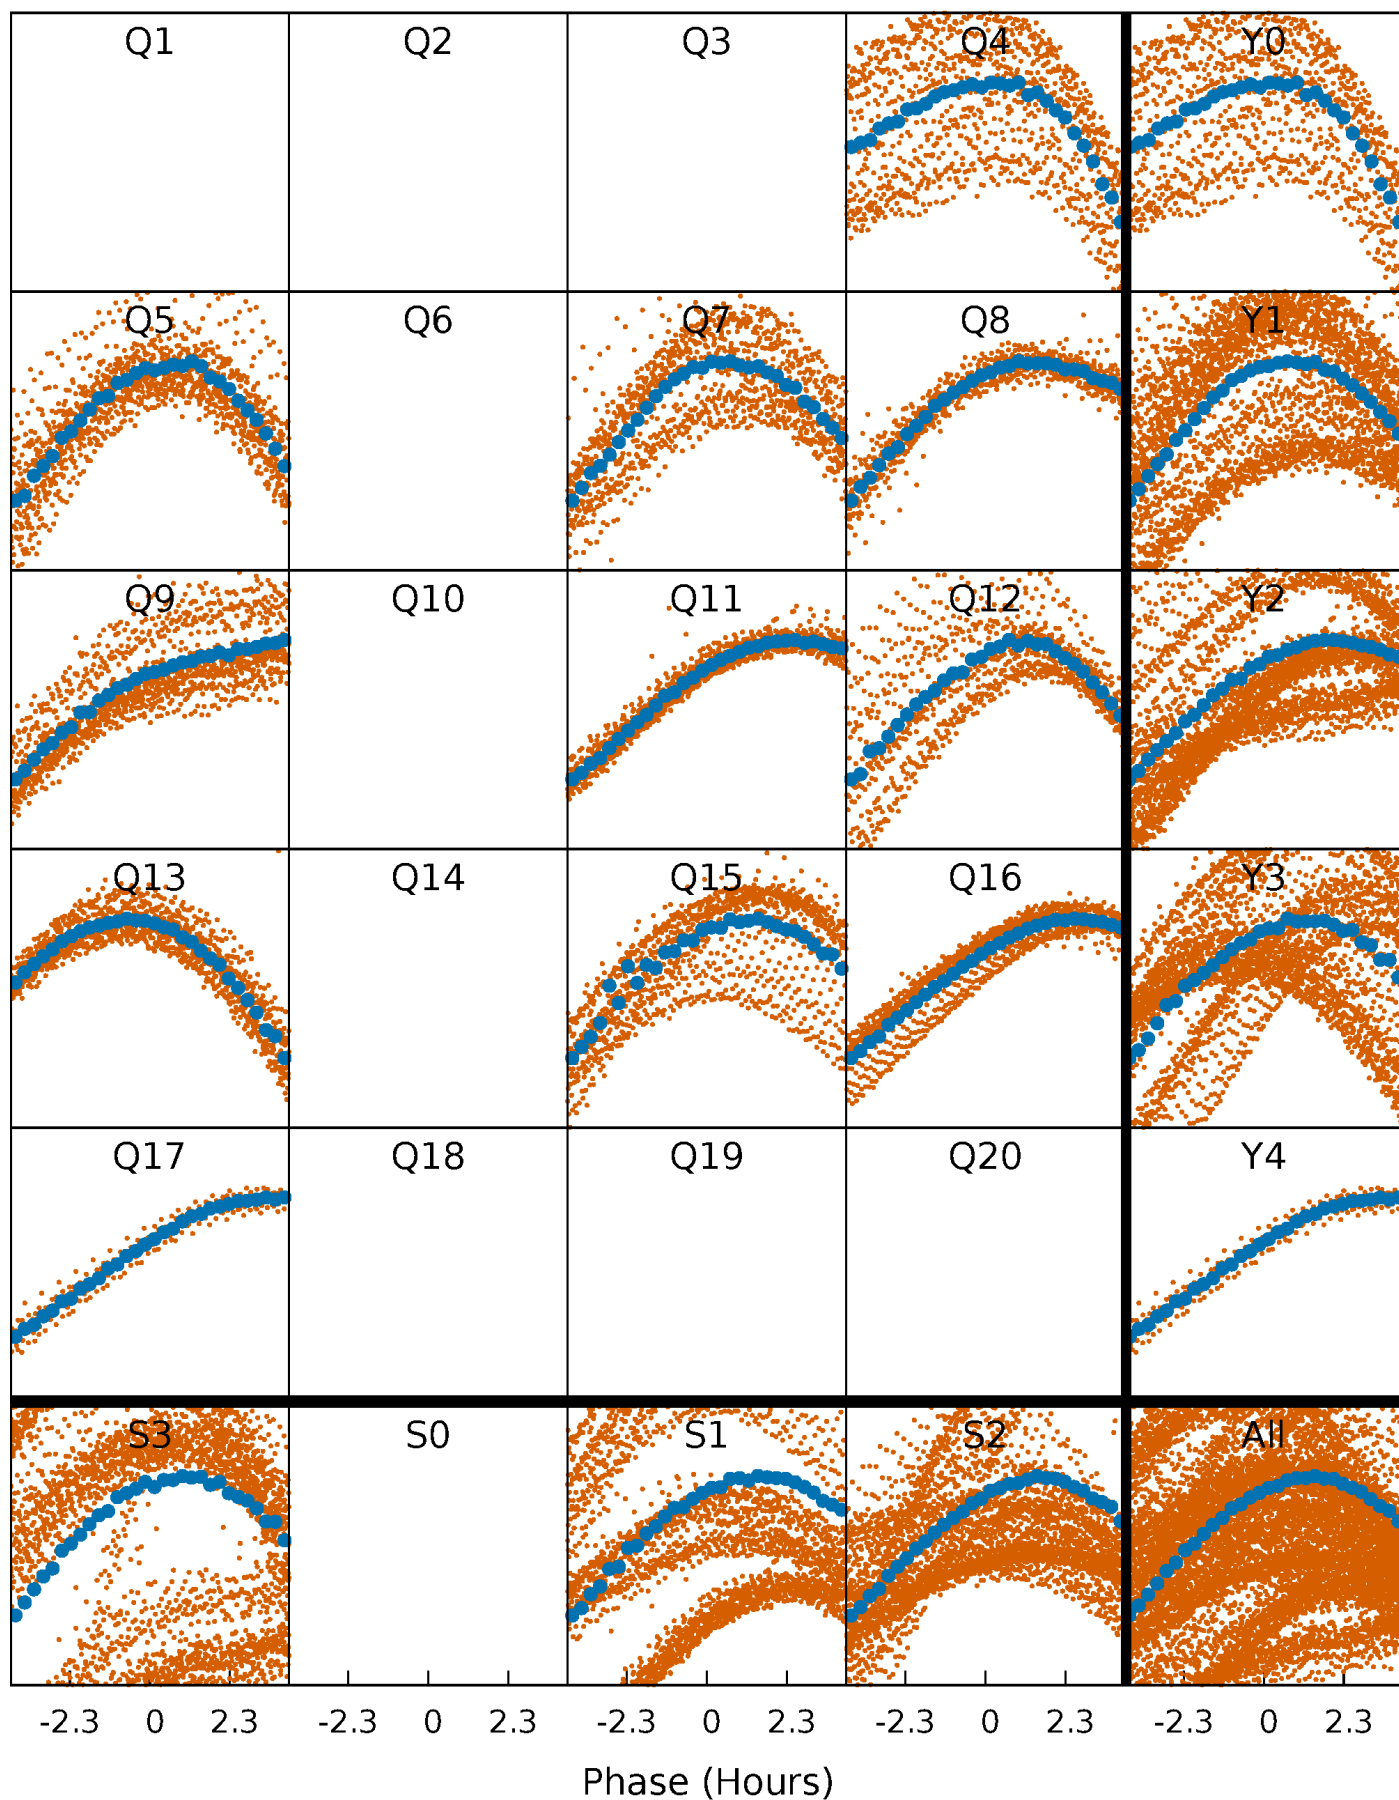 Q1 Q2 Q3 Q4 Y0
Q5 Q6 Q7 Q8 Y1
Q9 Q10 Q11 Q12 Y2
Q13 Q14 Q15 Q16 Y3
Q17 Q18 Q19 Q20 Y4
S3 S0 S1 S2 All
-2.3 0 2.3 -2.3 0 2.3 -2.3 0 2.3 -2.3 0 2.3 -2.3 0 2.3
Phase (Hours)